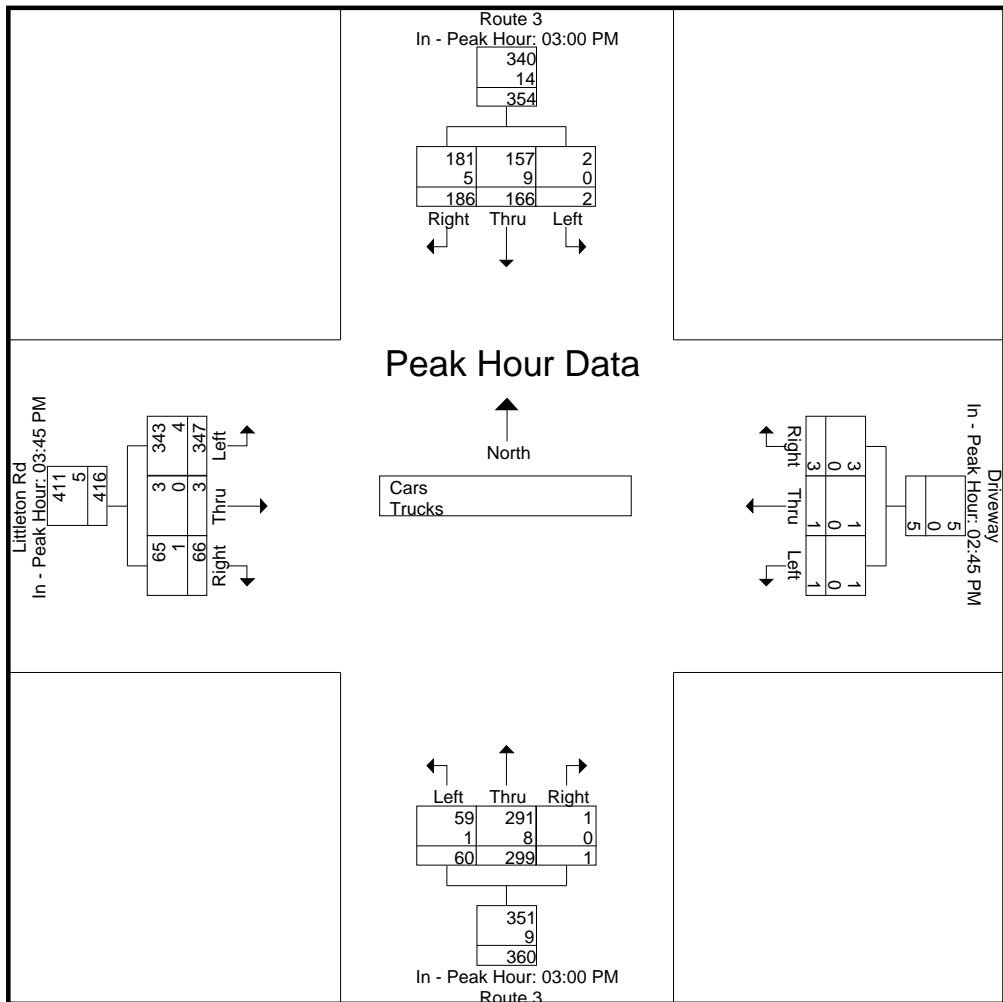 Route 3
In - Peak Hour: 03:00 PM
340
14
354
181 157 2
5 9 0
186 166 2
Right Thru Left
Peak Hour Data
North
Cars
Trucks
Littleton Rd
In - Peak Hour: 03:45 PM
411
5
416
343 3 65
4 0 1
347 3 66
Left Thru Right
Driveway
In - Peak Hour: 02:45 PM
5
0
5
3 1 1
0 0 0
3 1 1
Right Thru Left
Left Thru Right
59 291 1
1 8 0
60 299 1
351
9
360
In - Peak Hour: 03:00 PM
Route 3